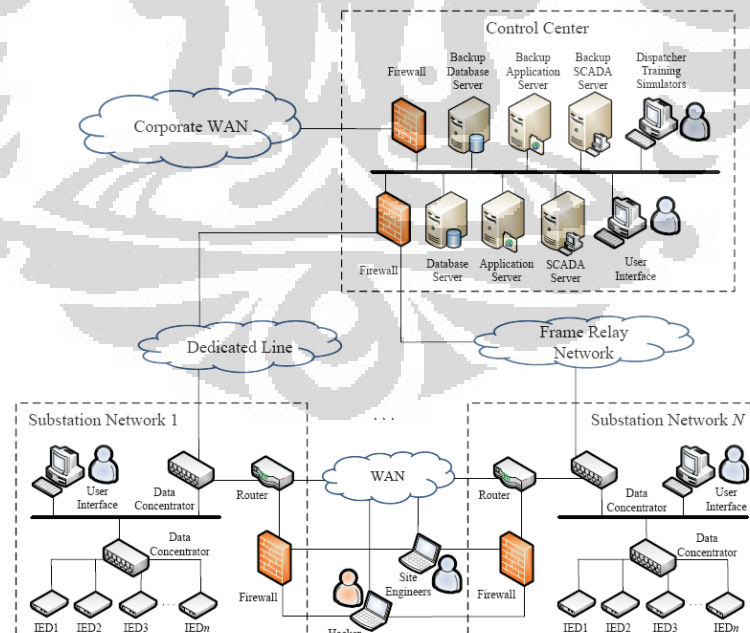 Control Center
Firewall
Backup
Database
Server
Backup
Application
Server
Backup
SCADA
Server
Dispatcher
Training
Simulators
Corporate WAN
Firewall
Database
Server
Application
Server
SCADA
Server
User
Interface
Dedicated Line
Frame Relay
Network
Substation Network 1
. . .
Substation Network N
User
Interface
Data
Concentrator
Router
WAN
Router
Data
Concentrator
User
Interface
Data
Concentrator
Firewall
Site
Engineers
Firewall
Data
Concentrator
IED1 IED2 IED3 . . . IEDn
Hacker
IED1 IED2 IED3 . . . IEDn